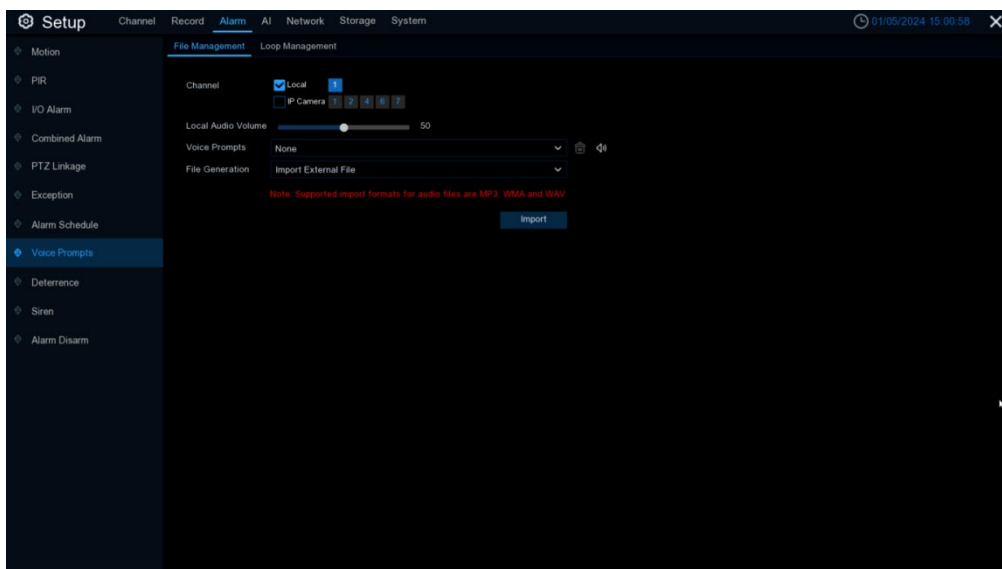 Setup Channel Record Alarm AI Network Storage System 01/05/2024 15:00:58
Motion
PIR
I/O Alarm
Combined Alarm
PTZ Linkage
Exception
Alarm Schedule
Voice Prompts
Deterrence
Siren
Alarm Disarm
File Management Loop Management
Channel Local 1
IP Camera 1 2 4 6 7
Local Audio Volume 50
Voice Prompts None
File Generation Import External File
Note: Supported import formats for audio files are MP3, WMA and WAV
Import